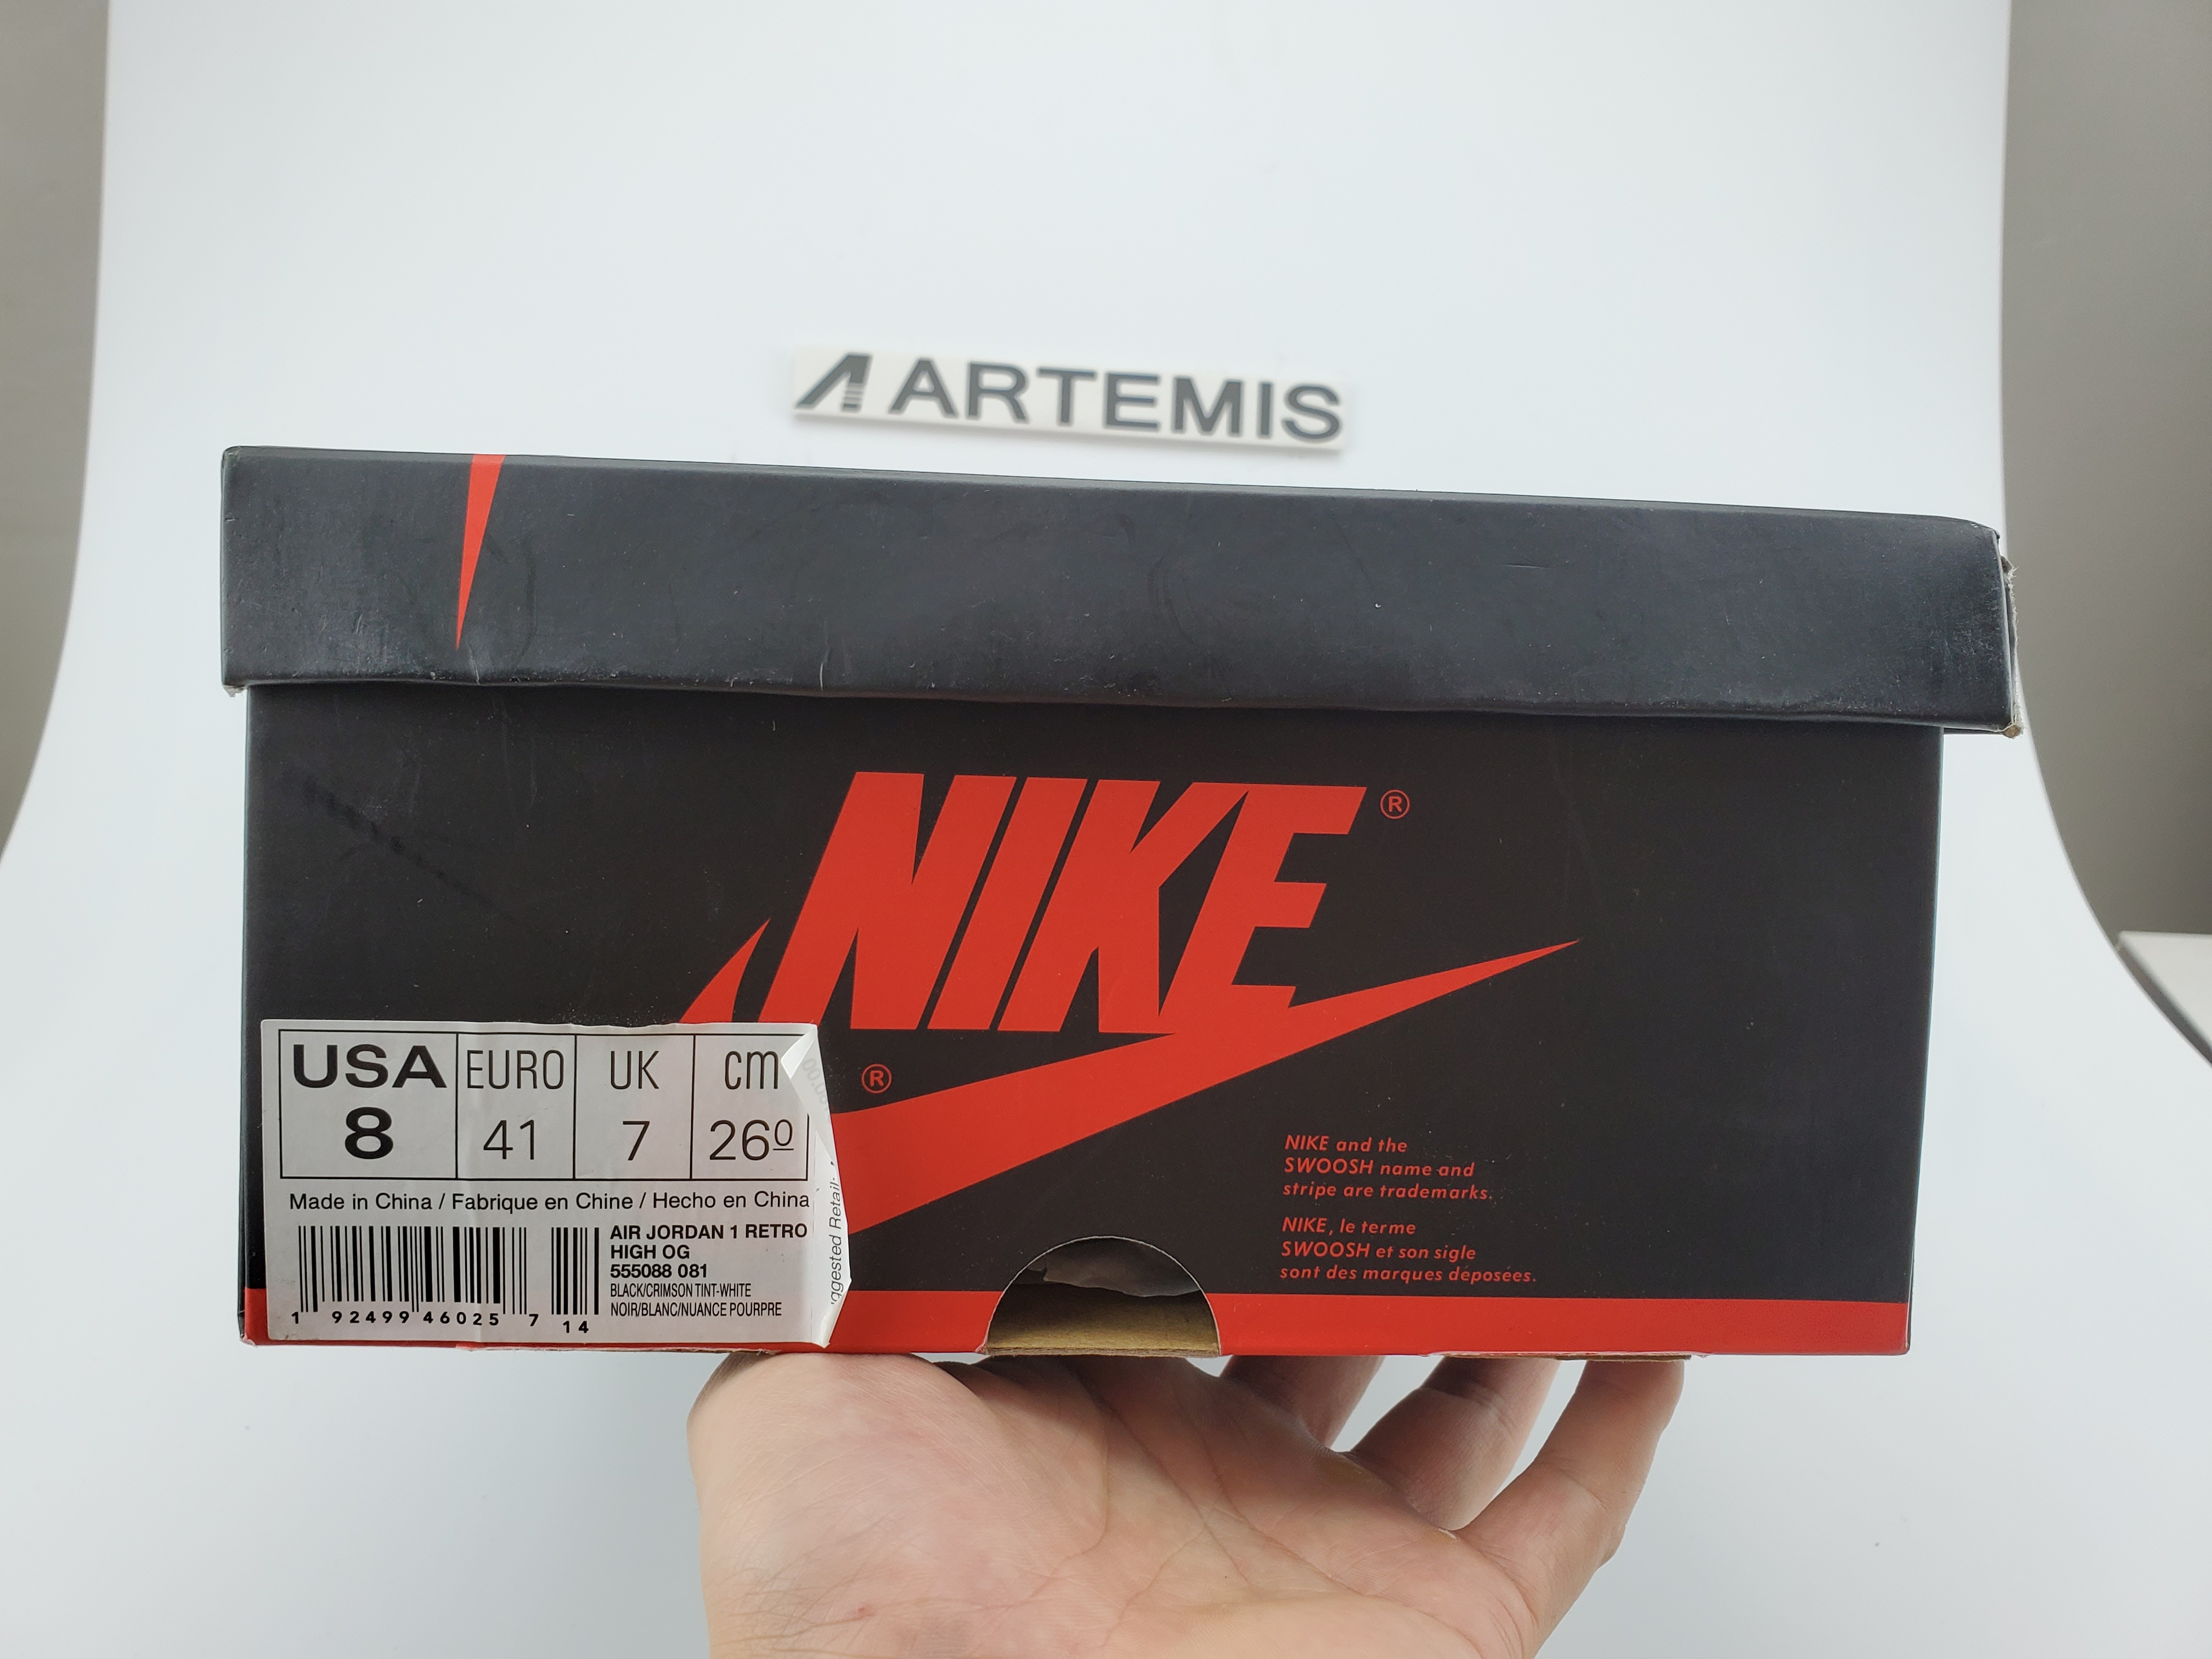 ARTEMIS
NIKE®
®
USA EURO UK cm
8 41 7 26 0
Made in China / Fabrique en Chine / Hecho en China
AIR JORDAN 1 RETRO
HIGH OG
555088 081
BLACK/CRIMSON TINT-WHITE
NOIR/BLANC/NUANCE POURPRE
1 92499 46025 7 14
NIKE and the
SWOOSH name and
stripe are trademarks.
NIKE, le terme
SWOOSH et son sigle
sont des marques déposées.